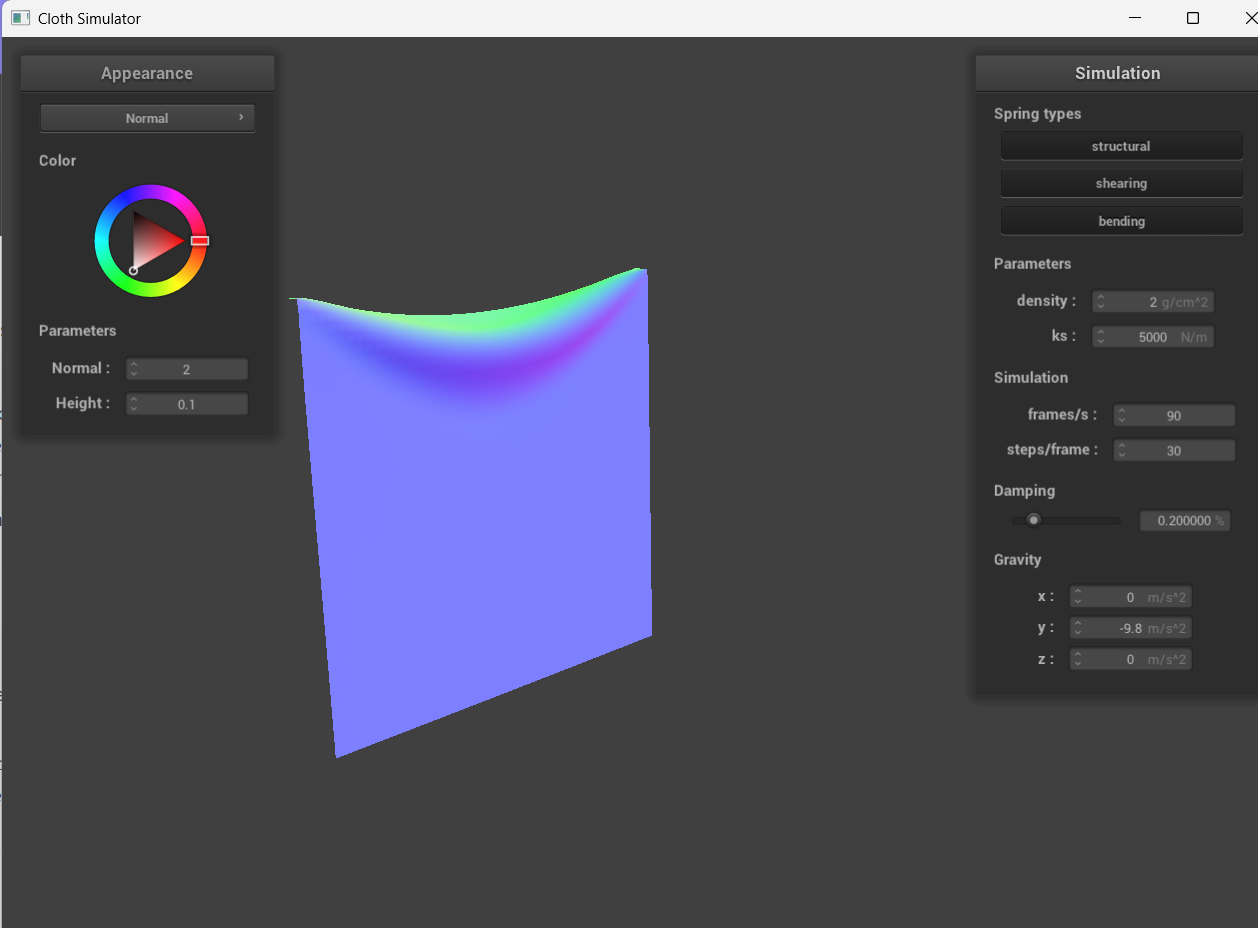 Cloth Simulator
Appearance
Normal
Color
Parameters
Normal : 2
Height : 0.1
Simulation
Spring types
structural
shearing
bending
Parameters
density : 2 g/cm^2
ks : 5000 N/m
Simulation
frames/s : 90
steps/frame : 30
Damping
0.200000 %
Gravity
x : 0 m/s^2
y : -9.8 m/s^2
z : 0 m/s^2